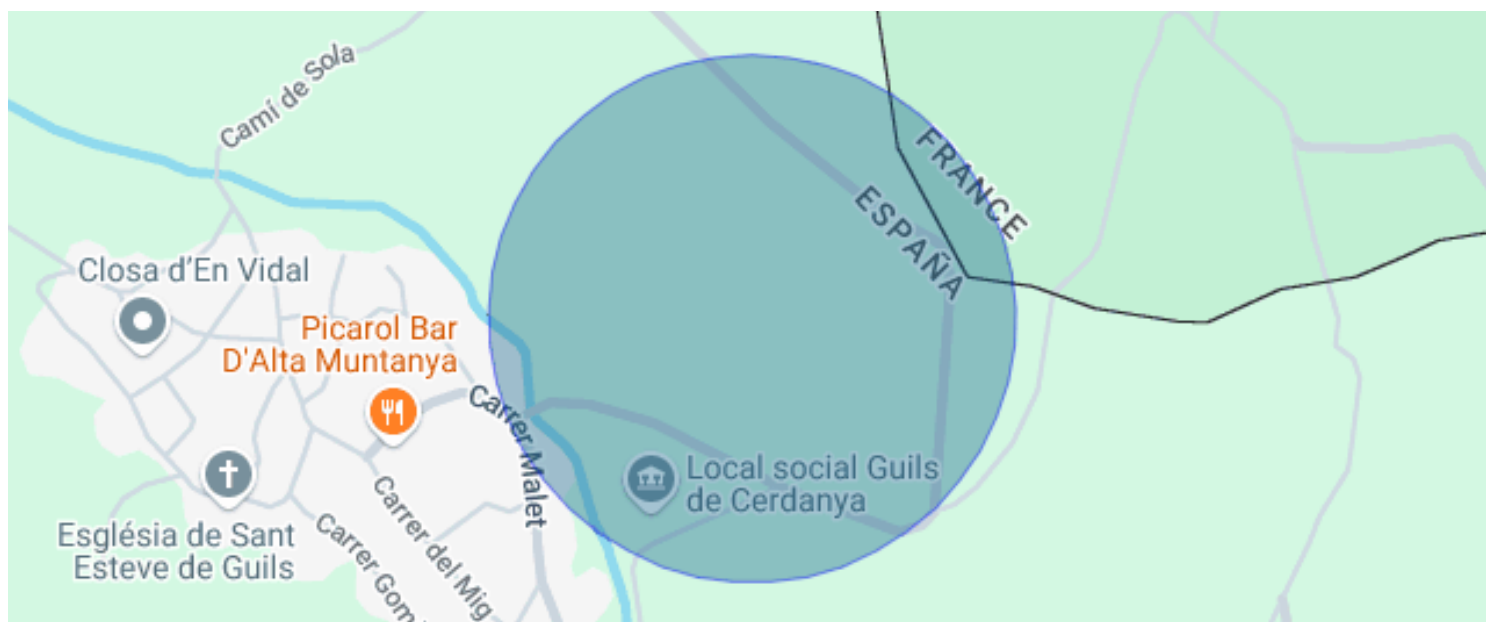 Camí de Sola
FRANCE
ESPAÑA
Closa d'En Vidal
Picarol Bar
D'Alta Muntanya
Carrer Malet
Local social Guils
de Cerdanya
Església de Sant
Esteve de Guils
Carrer del Mig
Carrer Gom